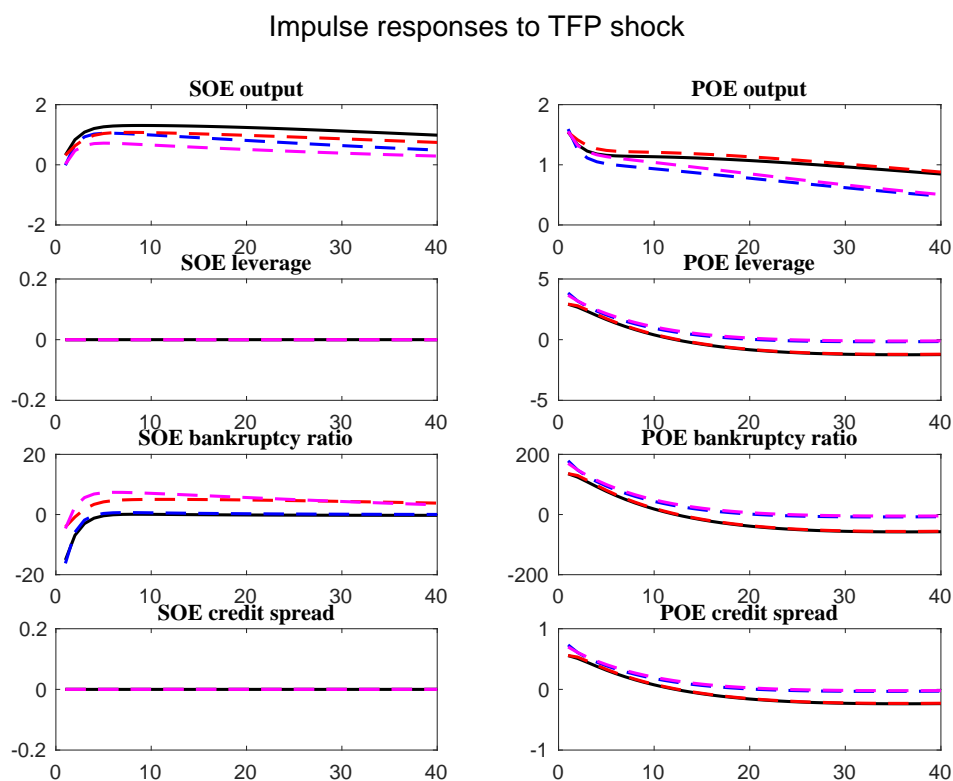 Impulse responses to TFP shock
SOE output
2
0
-2
0 10 20 30 40
POE output
2
1
0
0 10 20 30 40
SOE leverage
0.2
0
-0.2
0 10 20 30 40
POE leverage
5
0
-5
0 10 20 30 40
SOE bankruptcy ratio
20
0
-20
0 10 20 30 40
POE bankruptcy ratio
200
0
-200
0 10 20 30 40
SOE credit spread
0.2
0
-0.2
0 10 20 30 40
POE credit spread
1
0
-1
0 10 20 30 40